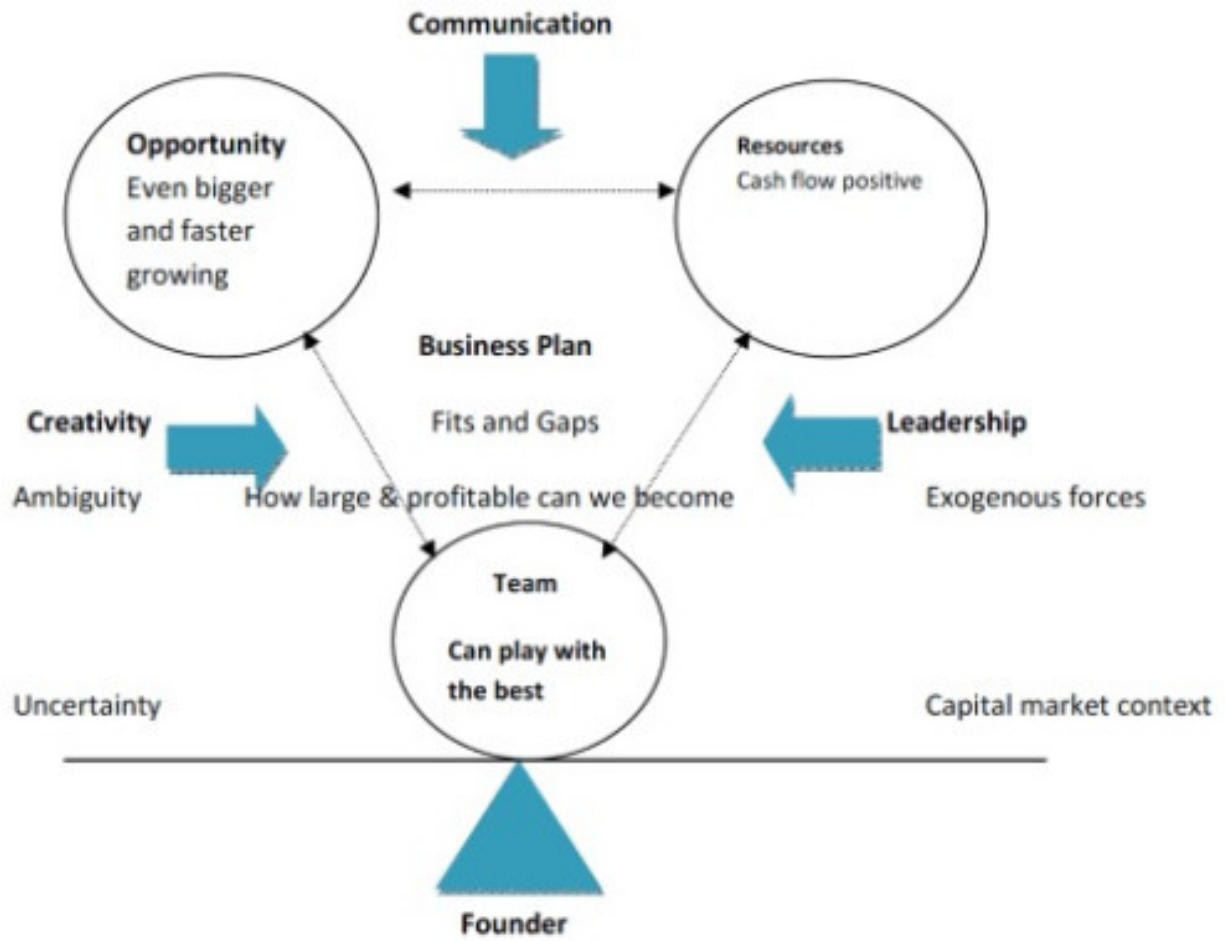 Communication
Opportunity
Even bigger
and faster
growing
Resources
Cash flow positive
Business Plan
Creativity
Fits and Gaps
Leadership
Ambiguity
How large & profitable can we become
Exogenous forces
Team
Can play with
the best
Uncertainty
Capital market context
Founder